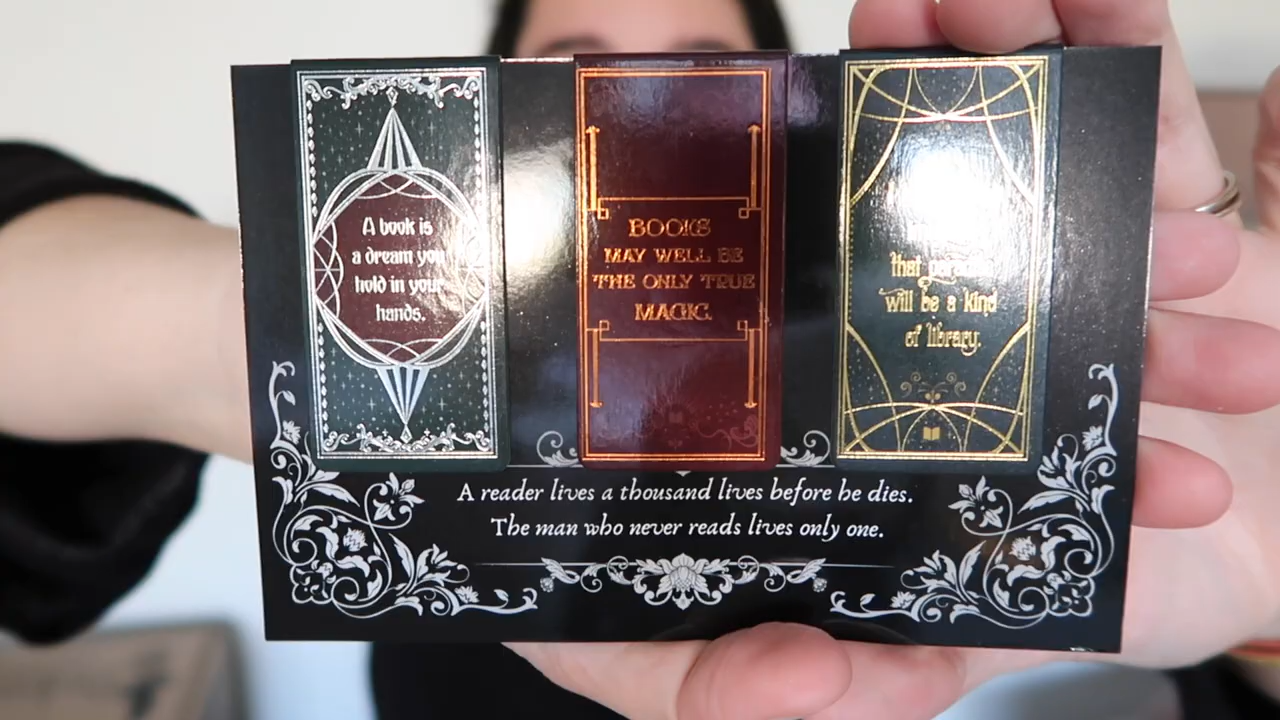 A book is
a dream you
hold in your
hands.
BOOKS
MAY WELL BE
THE ONLY TRUE
MAGIC.
that
will be a kind
of library.
A reader lives a thousand lives before he dies.
The man who never reads lives only one.